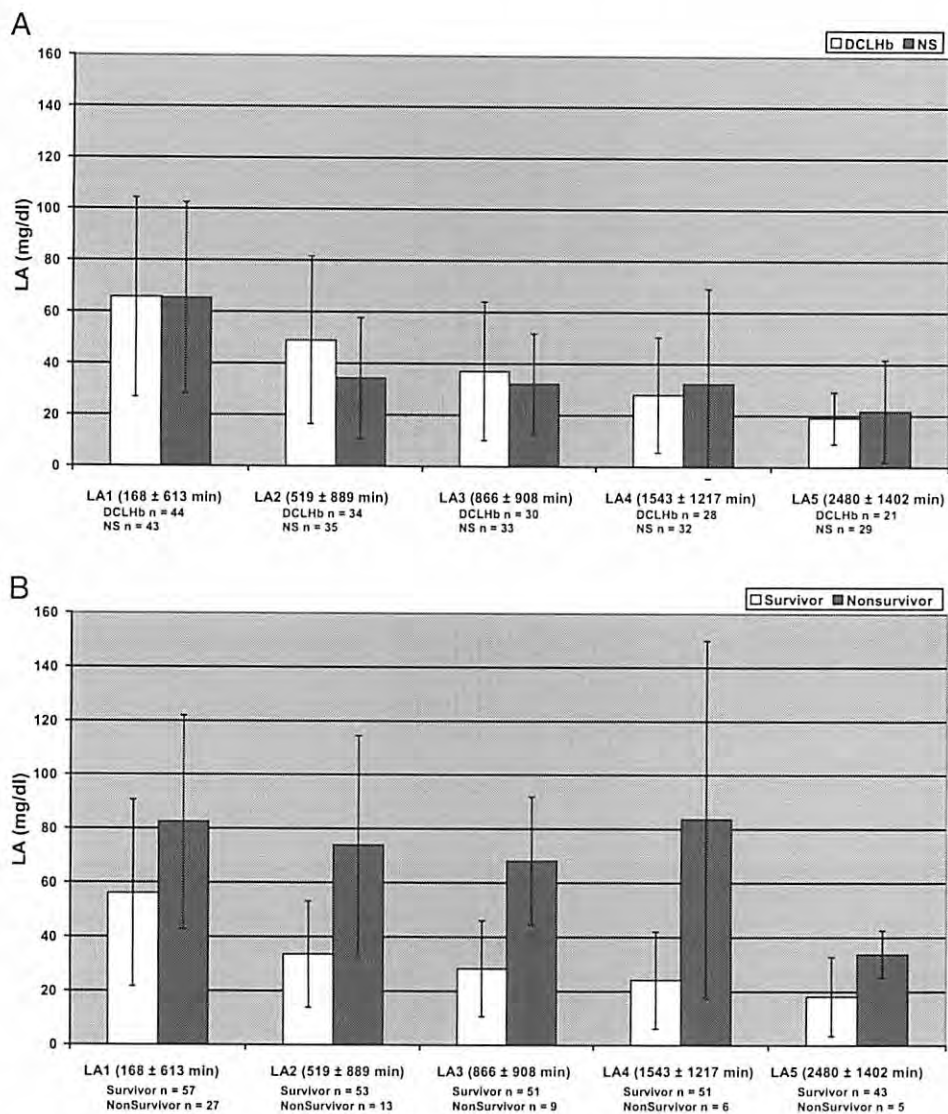 A
DCLHb NS
160
140
120
100
80
60
40
20
0
LA (mg/dl)
LA1 (168 ± 613 min) LA2 (519 ± 889 min) LA3 (866 ± 908 min) LA4 (1543 ± 1217 min) LA5 (2480 ± 1402 min)
DCLHb n = 44 DCLHb n = 34 DCLHb n = 30 DCLHb n = 28 DCLHb n = 21
NS n = 43 NS n = 35 NS n = 33 NS n = 32 NS n = 29
B
Survivor Nonsurvivor
160
140
120
100
80
60
40
20
0
LA (mg/dl)
LA1 (168 ± 613 min) LA2 (519 ± 889 min) LA3 (866 ± 908 min) LA4 (1543 ± 1217 min) LA5 (2480 ± 1402 min)
Survivor n = 57 Survivor n = 53 Survivor n = 51 Survivor n = 51 Survivor n = 43
NonSurvivor n = 27 NonSurvivor n = 13 NonSurvivor n = 9 NonSurvivor n = 6 NonSurvivor n = 5